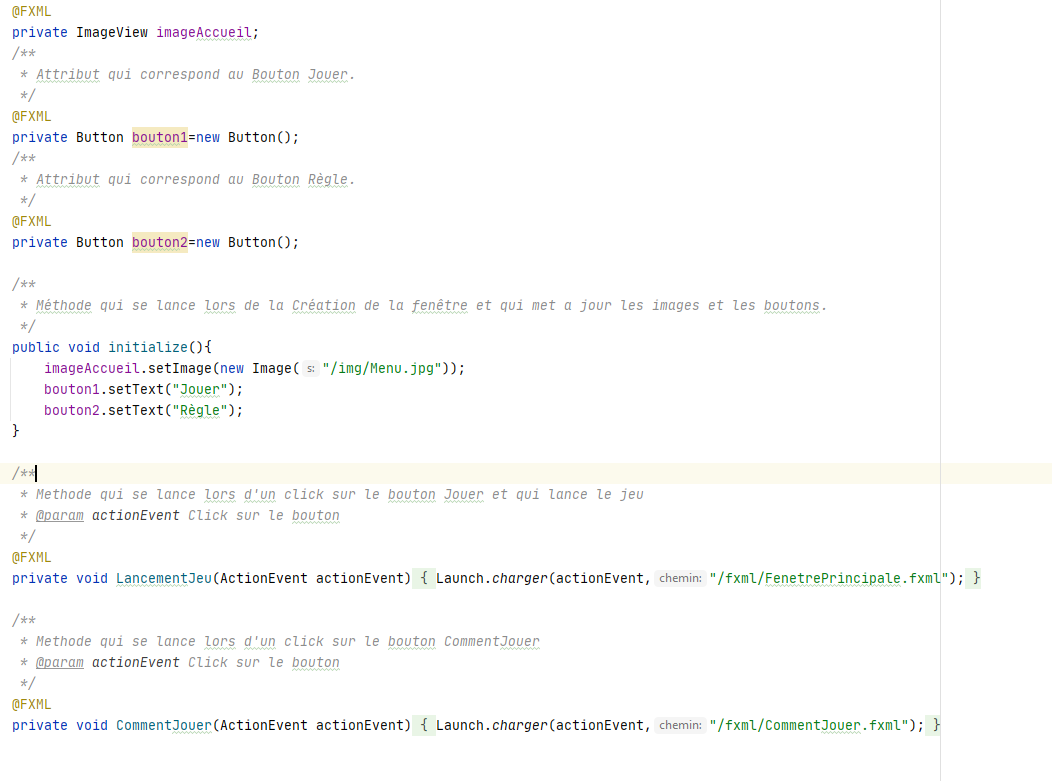 @FXML
private ImageView imageAccueil;
/**
 * Attribut qui correspond au Bouton Jouer.
 */
@FXML
private Button bouton1=new Button();
/**
 * Attribut qui correspond au Bouton Règle.
 */
@FXML
private Button bouton2=new Button();

/**
 * Méthode qui se lance lors de la Création de la fenêtre et qui met a jour les images et les boutons.
 */
public void initialize(){
    imageAccueil.setImage(new Image( s: "/img/Menu.jpg"));
    bouton1.setText("Jouer");
    bouton2.setText("Règle");
}

/**
 * Methode qui se lance lors d'un click sur le bouton Jouer et qui lance le jeu
 * @param actionEvent Click sur le bouton
 */
@FXML
private void LancementJeu(ActionEvent actionEvent) { Launch.charger(actionEvent, chemin: "/fxml/FenetrePrincipale.fxml"); }

/**
 * Methode qui se lance lors d'un click sur le bouton CommentJouer
 * @param actionEvent Click sur le bouton
 */
@FXML
private void CommentJouer(ActionEvent actionEvent) { Launch.charger(actionEvent, chemin: "/fxml/CommentJouer.fxml"); }